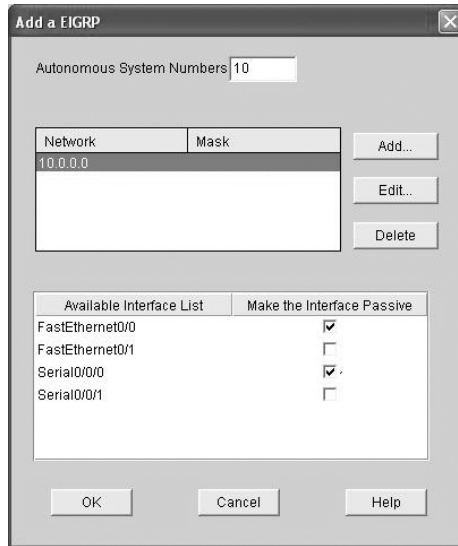 Add a EIGRP
Autonomous System Numbers 10
Network Mask
10.0.0.0
Add...
Edit...
Delete
Available Interface List Make the Interface Passive
FastEthernet0/0
FastEthernet0/1
Serial0/0/0
Serial0/0/1
OK Cancel Help